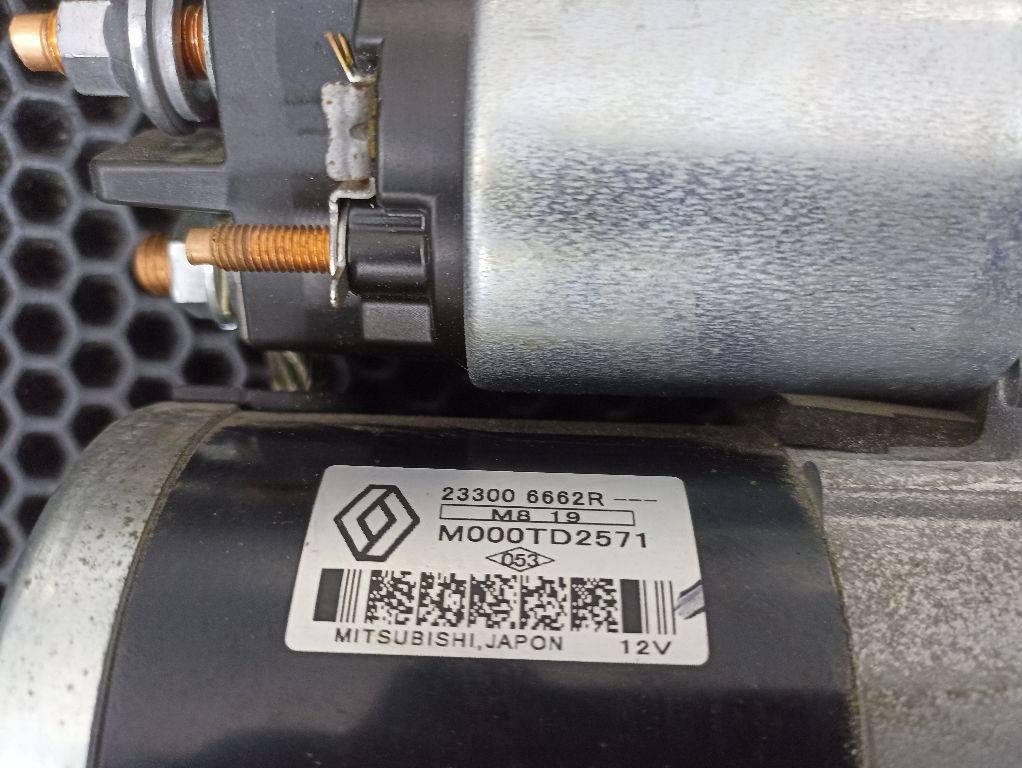 23300 6662R ---
M8 19
M000TD2571
053
MITSUBISHI, JAPON 12V